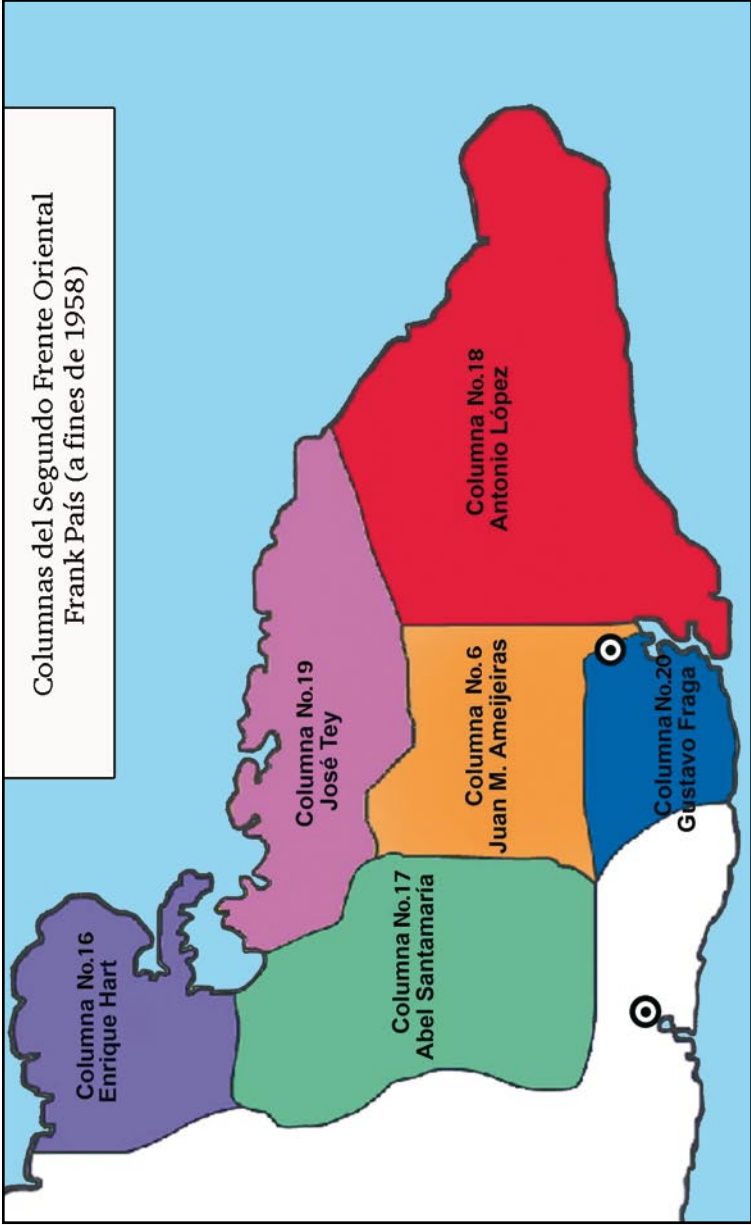 Columnas del Segundo Frente Oriental
Frank País (a fines de 1958)
Columna No.16
Enrique Hart
Columna No.19
José Tey
Columna No.17
Abel Santamaría
Columna No.6
Juan M. Ameijeiras
Columna No.18
Antonio López
Columna No.20
Gustavo Fraga